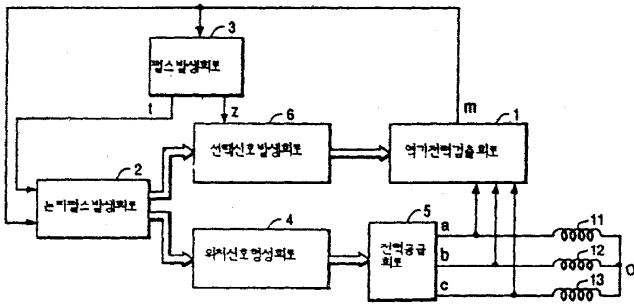 3
펄스발생회로
t
z
m
6
선택신호발생회로
1
역기전력검출회로
2
논리펄스발생회로
4
위치신호형성회로
5
전력공급
회로
a
b
c
11
12
13
O